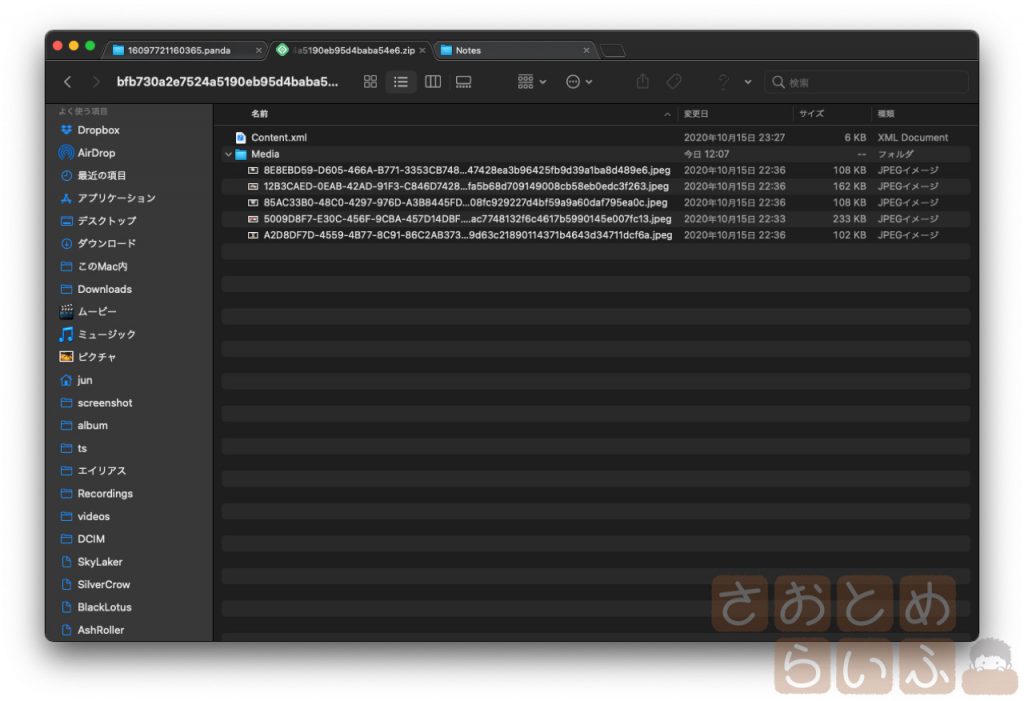 16097721160365.panda
4a5190eb95d4baba54e6.zip
Notes
bfb730a2e7524a5190eb95d4baba5...
検索
よく使う項目
Dropbox
AirDrop
最近の項目
アプリケーション
デスクトップ
ダウンロード
このMac内
Downloads
ムービー
ミュージック
ピクチャ
jun
screenshot
album
ts
エイリアス
Recordings
videos
DCIM
SkyLaker
SilverCrow
BlackLotus
AshRoller
名前 変更日 サイズ 種類
Content.xml 2020年10月15日 23:27 6 KB XML Document
Media 今日 12:07 -- フォルダ
8E8EBD59-D605-466A-B771-3353CB748...47428ea3b96425fb9d39a1ba8d489e6.jpeg 2020年10月15日 22:36 108 KB JPEGイメージ
12B3CAED-0EAB-42AD-91F3-C846D7428...fa5b68d709149008cb58eb0edc3f263.jpeg 2020年10月15日 22:36 162 KB JPEGイメージ
85AC33B0-48C0-4297-976D-A3B8445FD...08fc929227d4bf59a9a60daf795ea0c.jpeg 2020年10月15日 22:36 108 KB JPEGイメージ
5009D8F7-E30C-456F-9CBA-457D14DBF...ac7748132f6c4617b5990145e007fc13.jpeg 2020年10月15日 22:33 233 KB JPEGイメージ
A2D8DF7D-4559-4B77-8C91-86C2AB373...9d63c21890114371b4643d34711dcf6a.jpeg 2020年10月15日 22:36 102 KB JPEGイメージ
さおとめ
らいふ